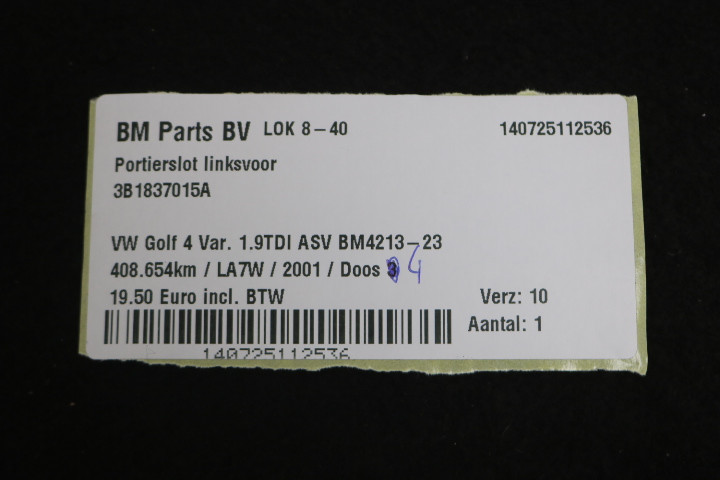 BM Parts BV LOK 8-40 140725112536
Portierslot linksvoor
3B1837015A
VW Golf 4 Var. 1.9TDI ASV BM4213-23
408.654km / LA7W / 2001 / Doos 4
19.50 Euro incl. BTW Verz: 10
Aantal: 1
140725112536